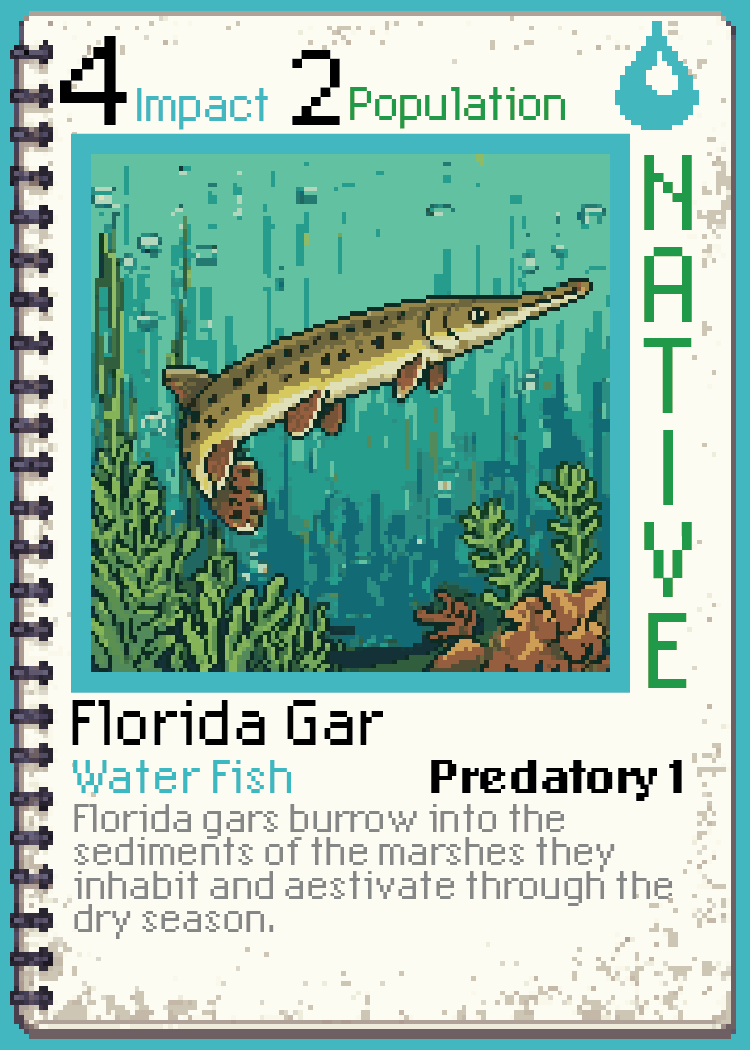 4 Impact 2 Population
NATIVE
Florida Gar
Water Fish Predatory 1
Florida gars burrow into the
sediments of the marshes they
inhabit and aestivate through the
dry season.